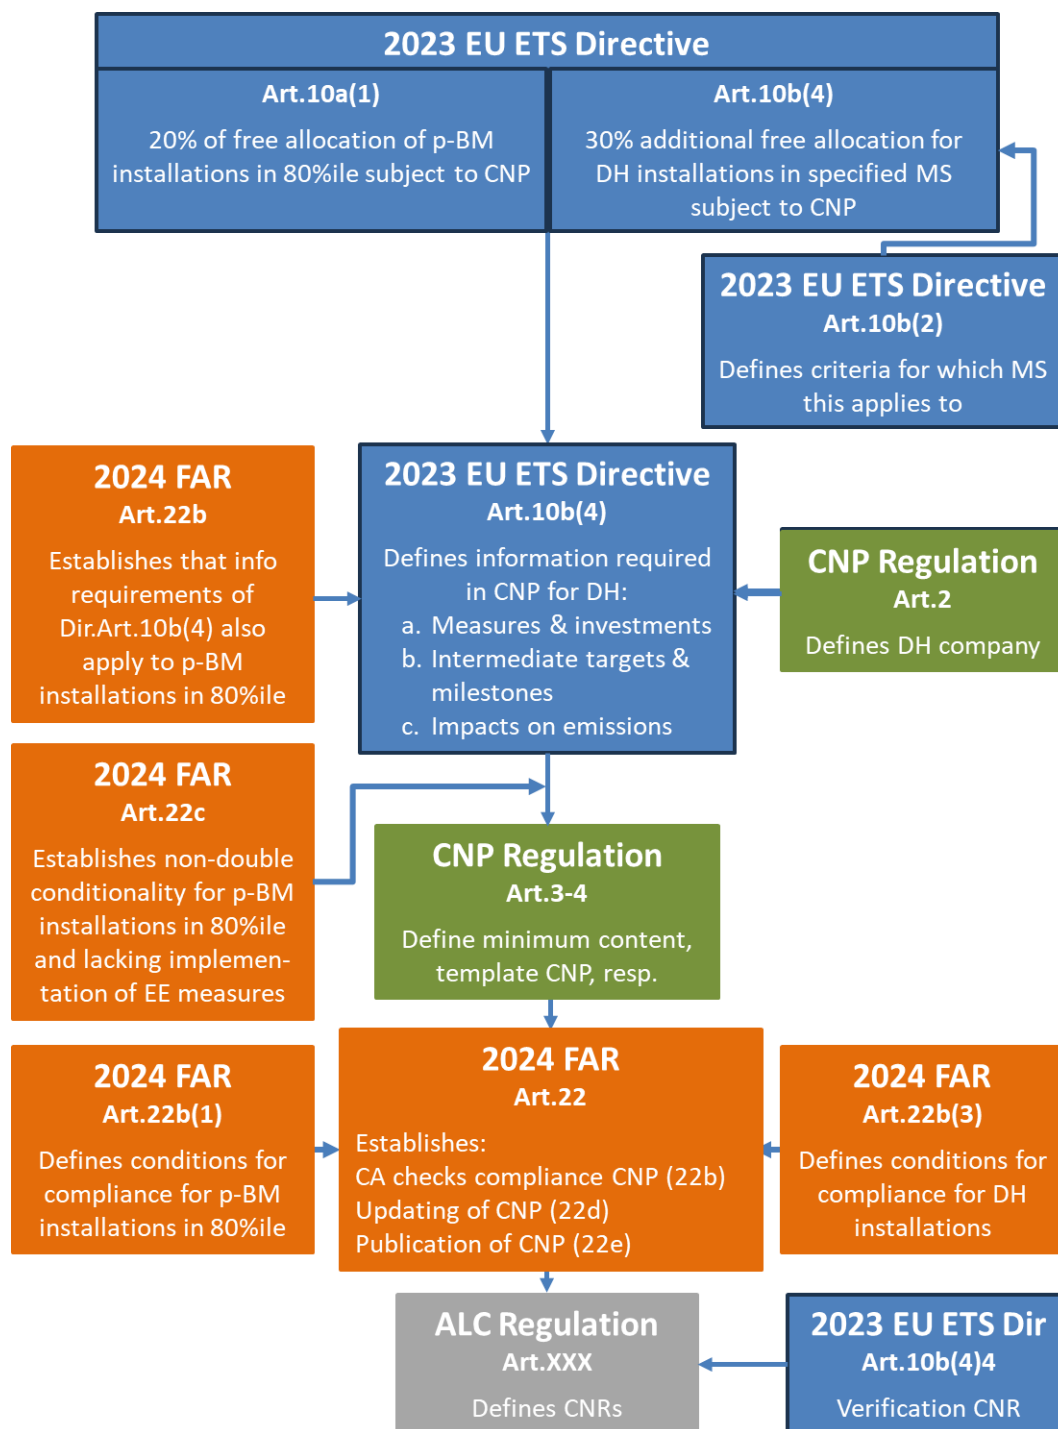 2023 EU ETS Directive
Art.10a(1)
20% of free allocation of p-BM
installations in 80%ile subject to CNP
Art.10b(4)
30% additional free allocation for
DH installations in specified MS
subject to CNP
2023 EU ETS Directive
Art.10b(2)
Defines criteria for which MS
this applies to
2024 FAR
Art.22b
Establishes that info
requirements of
Dir.Art.10b(4) also
apply to p-BM
installations in 80%ile
2023 EU ETS Directive
Art.10b(4)
Defines information required
in CNP for DH:
a. Measures & investments
b. Intermediate targets &
milestones
c. Impacts on emissions
CNP Regulation
Art.2
Defines DH company
2024 FAR
Art.22c
Establishes non-double
conditionality for p-BM
installations in 80%ile
and lacking implemen-
tation of EE measures
CNP Regulation
Art.3-4
Define minimum content,
template CNP, resp.
2024 FAR
Art.22b(1)
Defines conditions for
compliance for p-BM
installations in 80%ile
2024 FAR
Art.22
Establishes:
CA checks compliance CNP (22b)
Updating of CNP (22d)
Publication of CNP (22e)
2024 FAR
Art.22b(3)
Defines conditions for
compliance for DH
installations
ALC Regulation
Art.XXX
Defines CNRs
2023 EU ETS Dir
Art.10b(4)4
Verification CNR